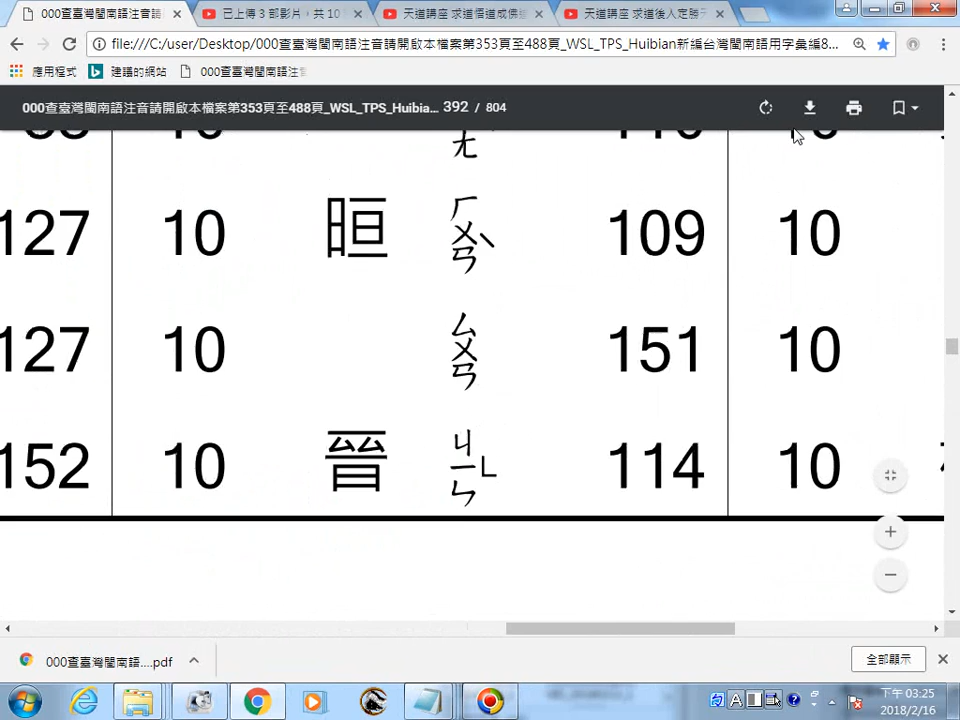 000查臺灣閩南語注音請
已上傳 3 部影片，共 10
天道講座 求道悟道成佛
天道講座 求道後人定勝天
file:///C:/user/Desktop/000查臺灣閩南語注音請開啟本檔案第353頁至488頁_WSL_TPS_Huibian新編台灣閩南語用字彙編8...
應用程式
建議的網站
000查臺灣閩南語注音
000查臺灣閩南語注音請開啟本檔案第353頁至488頁_WSL_TPS_Huibia... 392 / 804
ㄤ
127 10 晅 ㄏㄨㄢˋ 109 10
127 10 ㄙㄨㄢ 151 10
152 10 晉 ㄐㄧㄣ˪ 114 10
000查臺灣閩南語....pdf
全部顯示
下午 03:25
2018/2/16